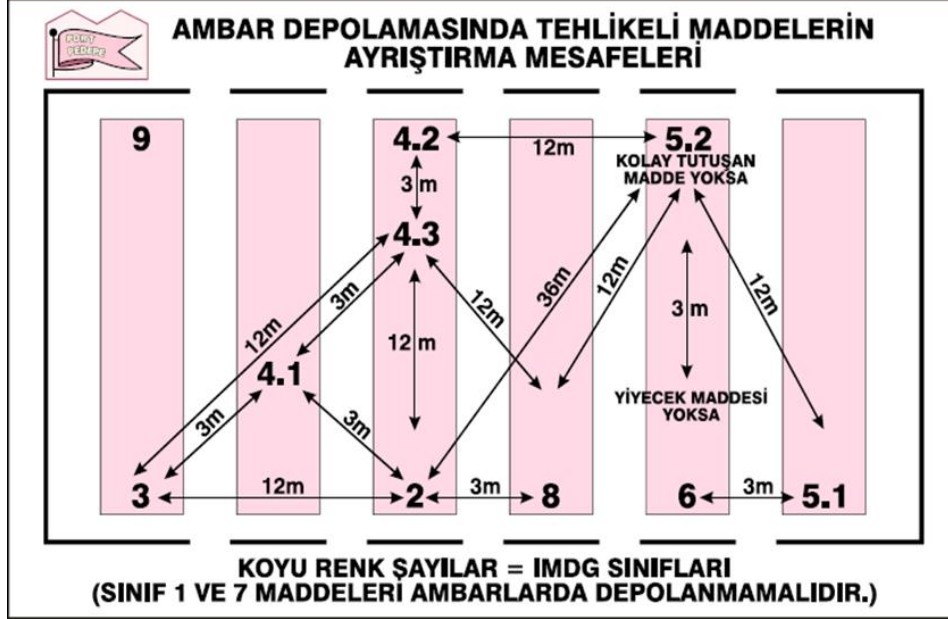 PORT
AMBAR DEPOLAMASINDA TEHLİKELİ MADDELERİN
AYRIŞTIRMA MESAFELERİ
9
4.2
12m
5.2
KOLAY TUTUŞAN
MADDE YOKSA
3 m
4.3
12m
3m
12 m
12m
36m
12m
3 m
12m
4.1
3m
3m
YİYECEK MADDESİ
YOKSA
3
12m
2
3m
8
6
3m
5.1
KOYU RENK ŞAYILAR = IMDG SINIFLARI
(SINIF 1 VE 7 MADDELERİ AMBARLARDA DEPOLANMAMALIDIR.)